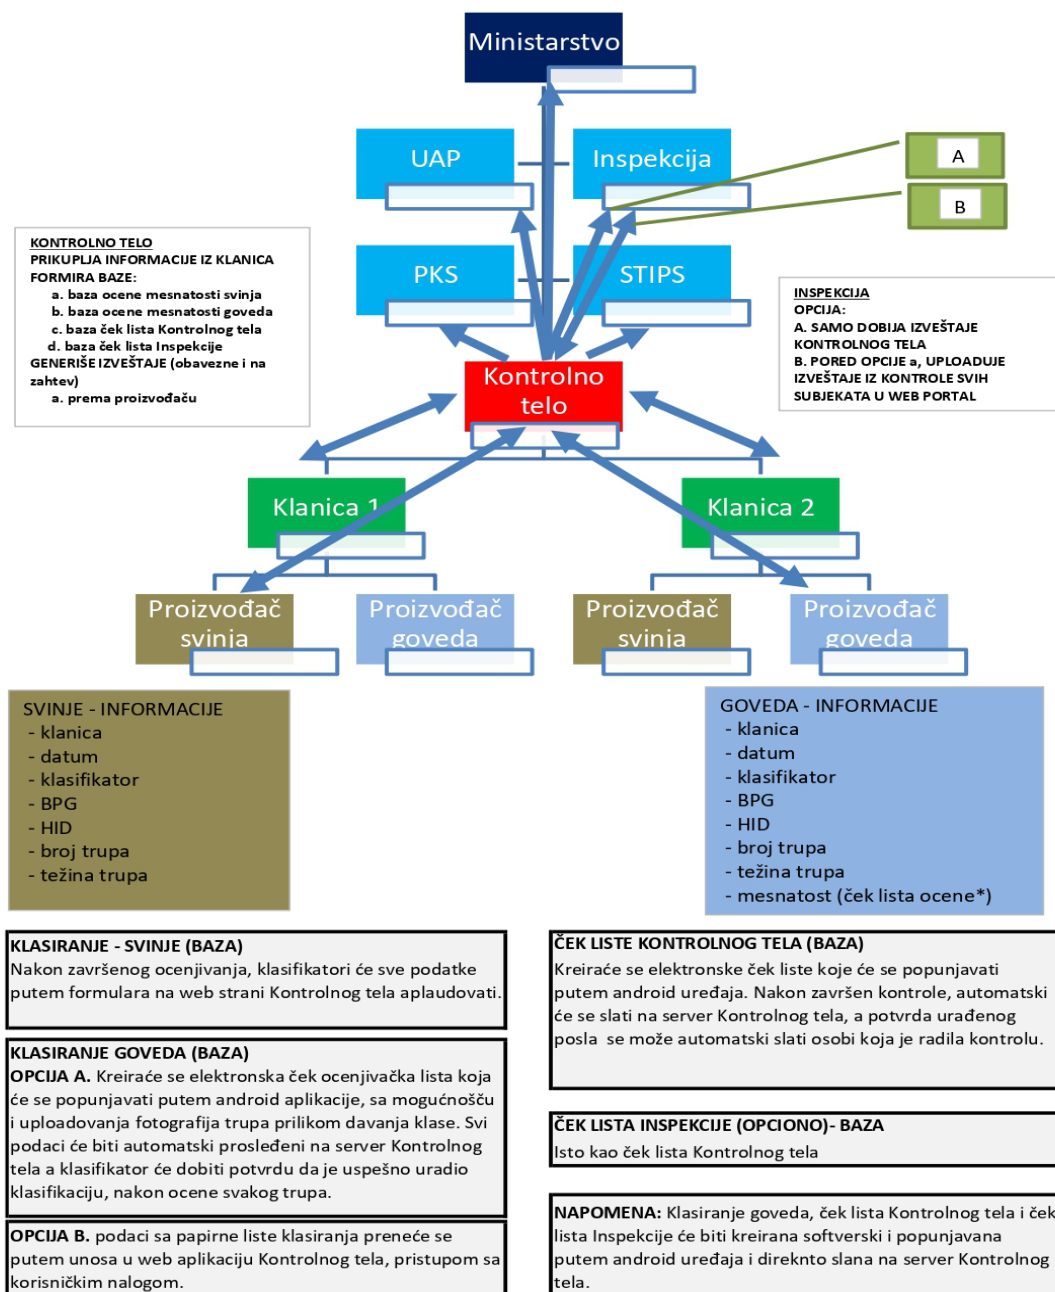 Ministarstvo
UAP
Inspekcija
A
B
PKS
STIPS
KONTROLNO TELO
PRIKUPLJA INFORMACIJE IZ KLANICA
FORMIRA BAZE:
a. baza ocene mesnatosti svinja
b. baza ocene mesnatosti goveda
c. baza ček lista Kontrolnog tela
d. baza ček lista Inspekcije
GENERIŠE IZVEŠTAJE (obavezne i na
zahtev)
a. prema proizvođaču
INSPEKCIJA
OPCIJA:
A. SAMO DOBIJA IZVEŠTAJE
KONTROLNOG TELA
B. PORED OPCIJE a, UPLOADUJE
IZVEŠTAJE IZ KONTROLE SVIH
SUBJEKATA U WEB PORTAL
Kontrolno
telo
Klanica 1
Klanica 2
Proizvođač
svinja
Proizvođač
goveda
Proizvođač
svinja
Proizvođač
goveda
SVINJE - INFORMACIJE
- klanica
- datum
- klasifikator
- BPG
- HID
- broj trupa
- težina trupa
GOVEDA - INFORMACIJE
- klanica
- datum
- klasifikator
- BPG
- HID
- broj trupa
- težina trupa
- mesnatost (ček lista ocene*)
KLASIRANJE - SVINJE (BAZA)
Nakon završenog ocenjivanja, klasifikatori će sve podatke
putem formulara na web strani Kontrolnog tela aplaudovati.
KLASIRANJE GOVEDA (BAZA)
OPCIJA A. Kreiraće se elektronska ček ocenjivačka lista koja
će se popunjavati putem android aplikacije, sa mogućnošču
i uploadovanja fotografija trupa prilikom davanja klase. Svi
podaci će biti automatski prosleđeni na server Kontrolnog
tela a klasifikator će dobiti potvrdu da je uspešno uradio
klasifikaciju, nakon ocene svakog trupa.
OPCIJA B. podaci sa papirne liste klasiranja preneće se
putem unosa u web aplikaciju Kontrolnog tela, pristupom sa
korisničkim nalogom.
ČEK LISTE KONTROLNOG TELA (BAZA)
Kreiraće se elektronske ček liste koje će se popunjavati
putem android uređaja. Nakon završen kontrole, automatski
će se slati na server Kontrolnog tela, a potvrda urađenog
posla se može automatski slati osobi koja je radila kontrolu.
ČEK LISTA INSPEKCIJE (OPCIONO)- BAZA
Isto kao ček lista Kontrolnog tela
NAPOMENA: Klasiranje goveda, ček lista Kontrolnog tela i ček
lista Inspekcije će biti kreirana softverski i popunjavana
putem android uređaja i direknto slana na server Kontrolnog
tela.